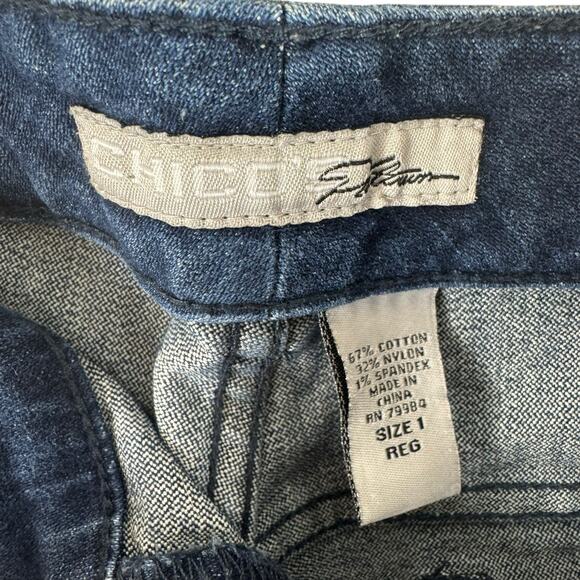 CHICO'S
67% COTTON
32% NYLON
1% SPANDEX
MADE IN
CHINA
RN 79984
SIZE 1
REG